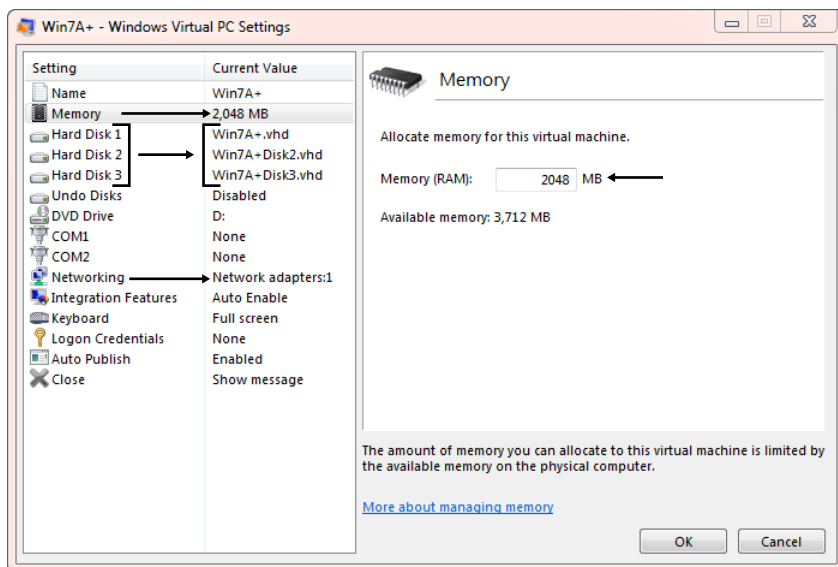 Win7A+ - Windows Virtual PC Settings
Setting Current Value
Name Win7A+
Memory 2,048 MB
Hard Disk 1 Win7A+.vhd
Hard Disk 2 Win7A+Disk2.vhd
Hard Disk 3 Win7A+Disk3.vhd
Undo Disks Disabled
DVD Drive D:
COM1 None
COM2 None
Networking Network adapters:1
Integration Features Auto Enable
Keyboard Full screen
Logon Credentials None
Auto Publish Enabled
Close Show message
Memory
Allocate memory for this virtual machine.
Memory (RAM): 2048 MB
Available memory: 3,712 MB
The amount of memory you can allocate to this virtual machine is limited by
the available memory on the physical computer.
More about managing memory
OK Cancel